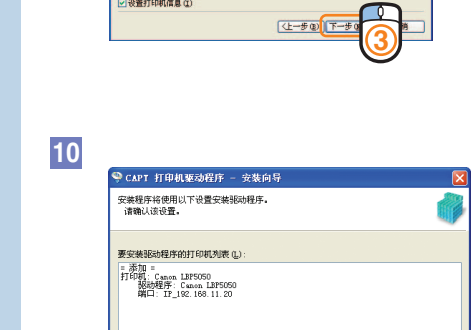 设置打印机信息(I)
<上一步(B)
下一步(N)
③
10
CAPT 打印机驱动程序 - 安装向导
安装程序将使用以下设置安装驱动程序。
请确认该设置。
要安装驱动程序的打印机列表(L):
= 添加 =
打印机: Canon LBP5050
驱动程序: Canon LBP5050
端口: IP_192.168.11.20